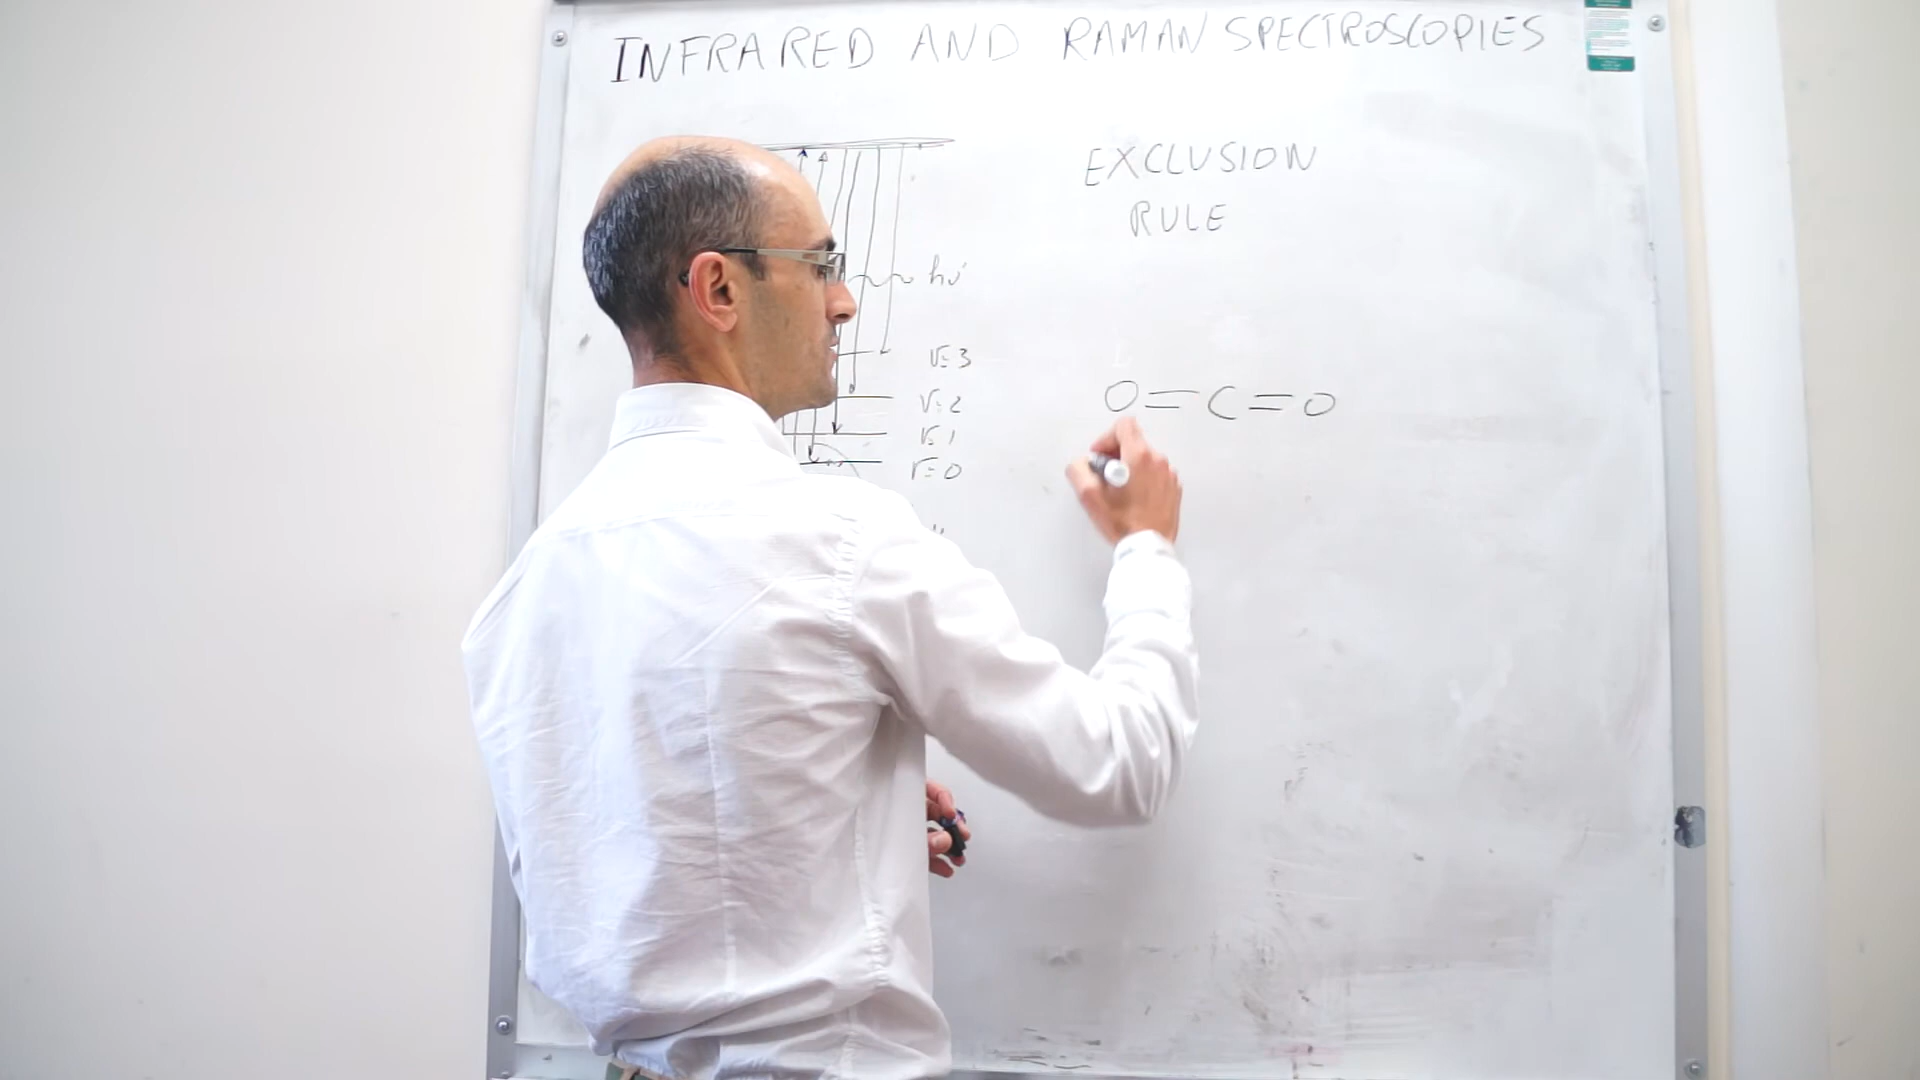 INFRARED AND RAMAN SPECTROSCOPIES
EXCLUSION
RULE
hν'
v=3
v=2
v=1
v=0
O=C=O